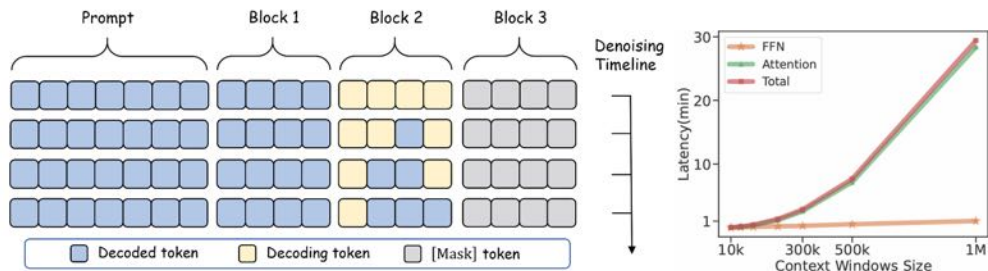 Prompt
Block 1
Block 2
Block 3
Denoising
Timeline
Decoded token
Decoding token
[Mask] token
FFN
Attention
Total
Latency(min)
30
20
10
1
10k
300k
500k
1M
Context Windows Size